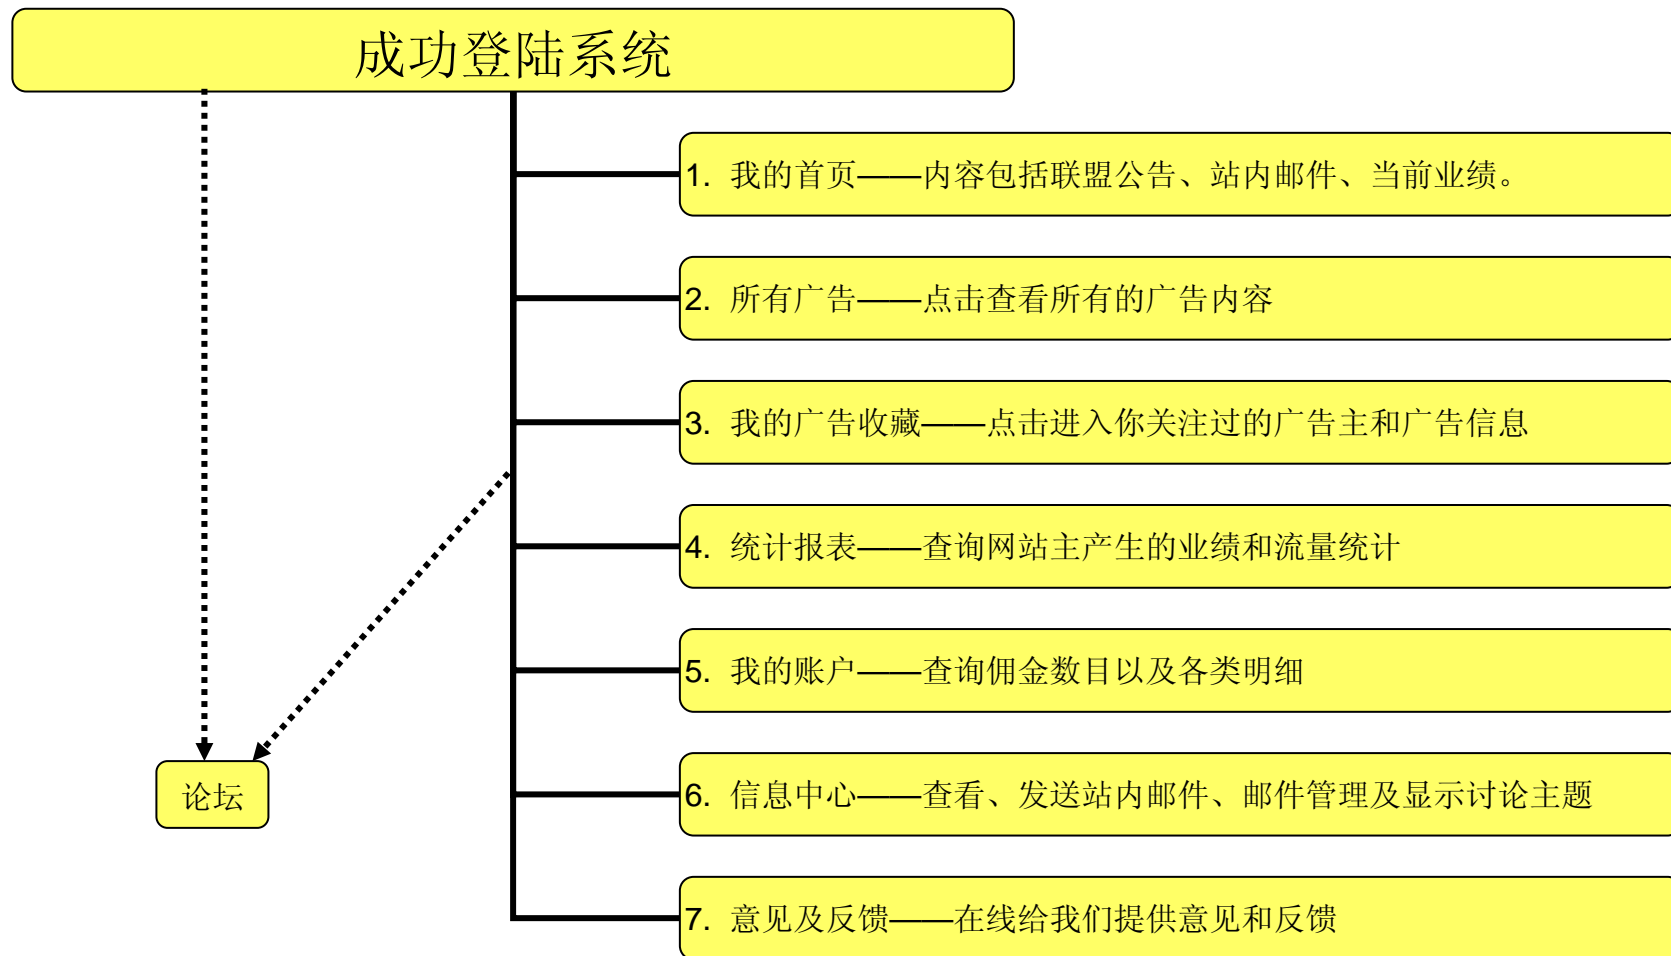 成功登陆系统
1. 我的首页——内容包括联盟公告、站内邮件、当前业绩。
2. 所有广告——点击查看所有的广告内容
3. 我的广告收藏——点击进入你关注过的广告主和广告信息
4. 统计报表——查询网站主产生的业绩和流量统计
5. 我的账户——查询佣金数目以及各类明细
论坛
6. 信息中心——查看、发送站内邮件、邮件管理及显示讨论主题
7. 意见及反馈——在线给我们提供意见和反馈